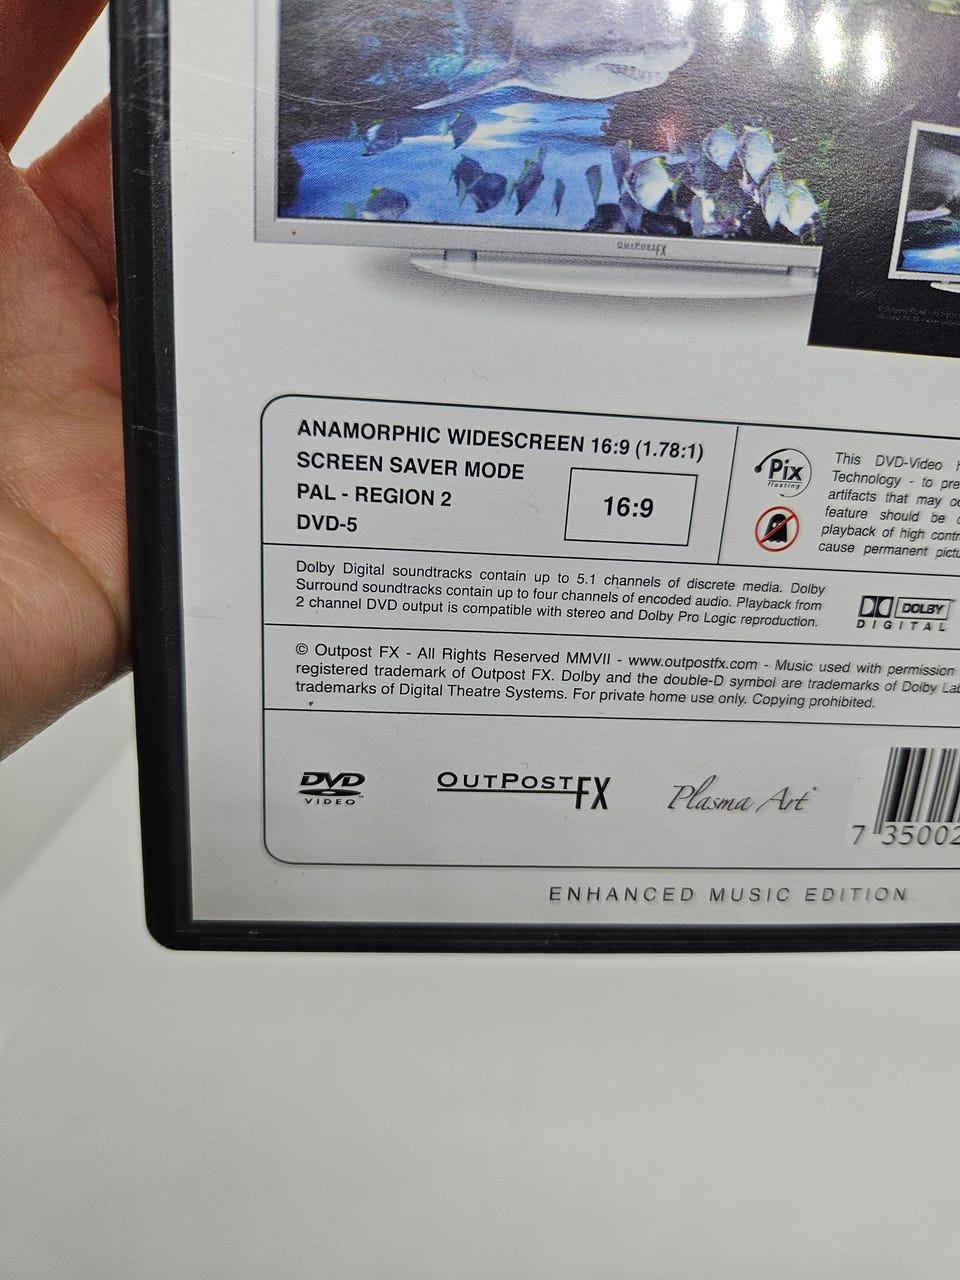 OUTPOSTFX
ANAMORPHIC WIDESCREEN 16:9 (1.78:1)
SCREEN SAVER MODE
PAL - REGION 2
DVD-5
16:9
Pix
floating
This DVD-Video
Technology - to pre
artifacts that may oc
feature should be
playback of high contr
cause permanent pictu
Dolby Digital soundtracks contain up to 5.1 channels of discrete media. Dolby
Surround soundtracks contain up to four channels of encoded audio. Playback from
2 channel DVD output is compatible with stereo and Dolby Pro Logic reproduction.
DOLBY
DIGITAL
© Outpost FX - All Rights Reserved MMVII - www.outpostfx.com - Music used with permission
registered trademark of Outpost FX. Dolby and the double-D symbol are trademarks of Dolby Lab
trademarks of Digital Theatre Systems. For private home use only. Copying prohibited.
DVD
VIDEO
OUTPOSTFX
Plasma Art
7 35002
ENHANCED MUSIC EDITION